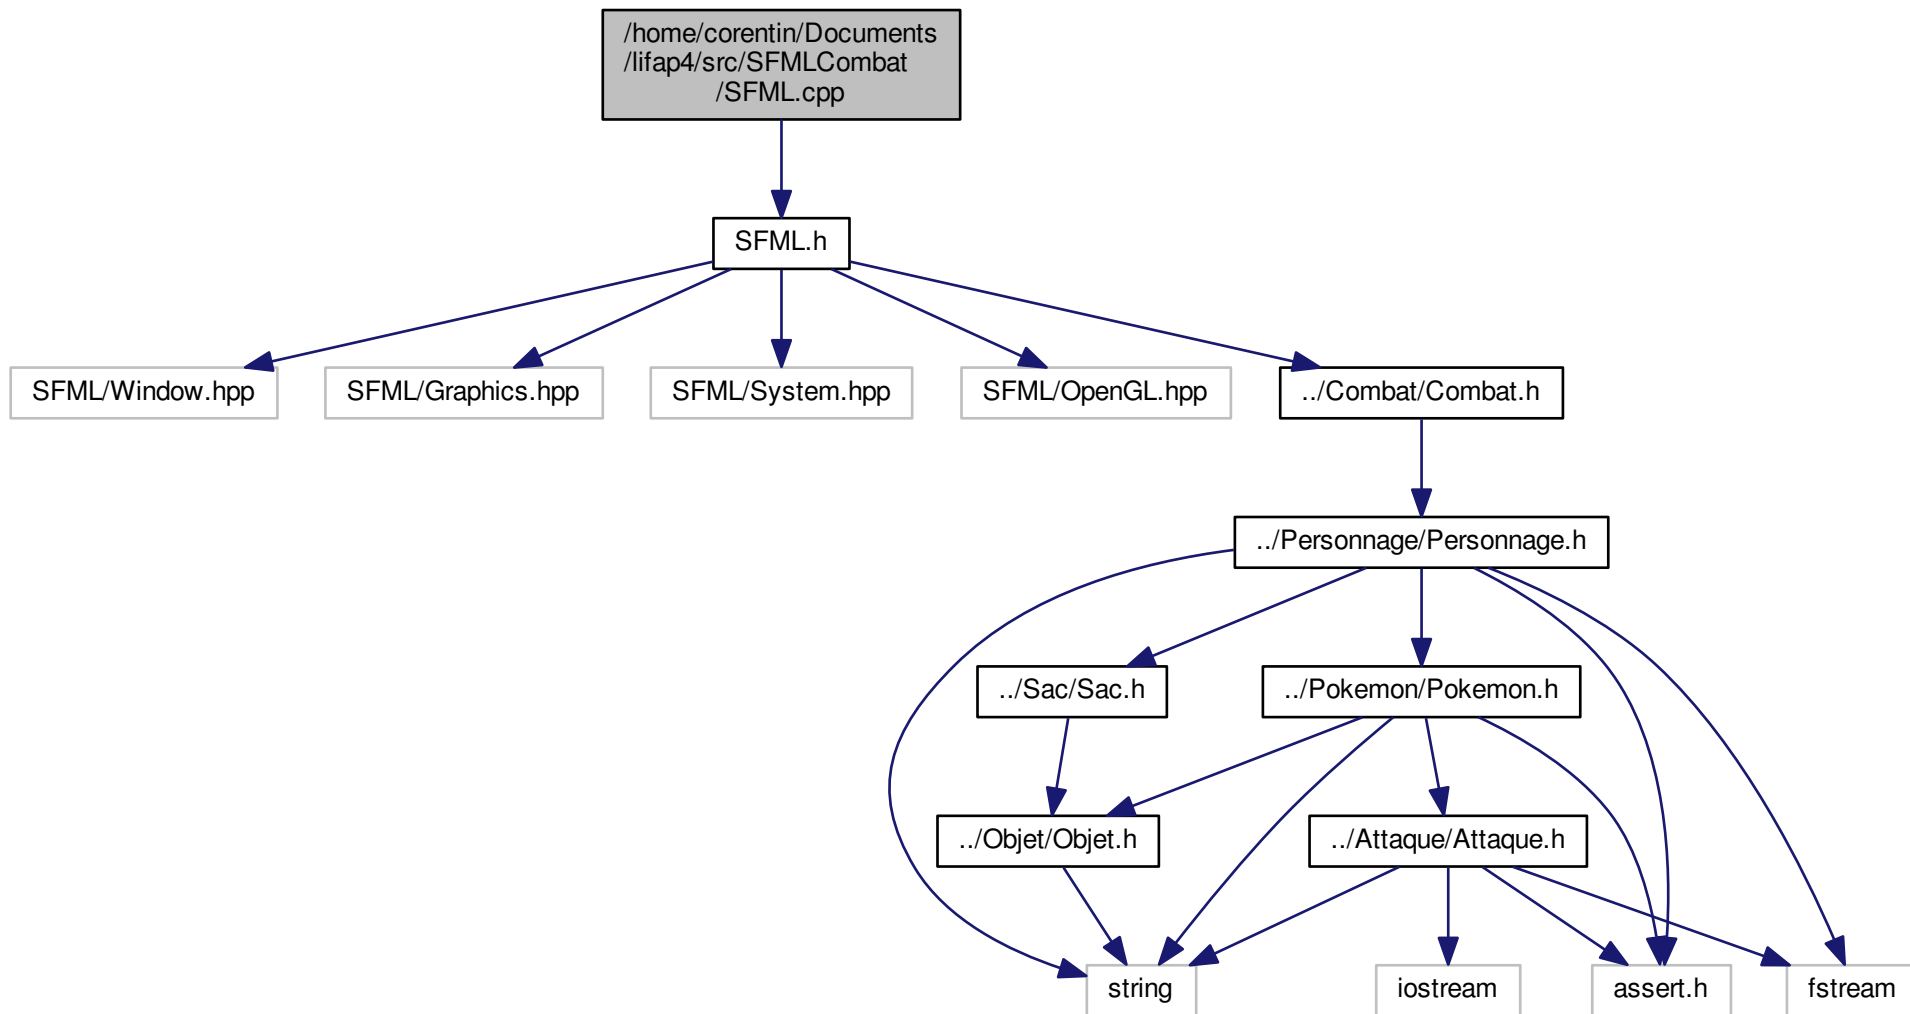 /home/corentin/Documents
/lifap4/src/SFMLCombat
/SFML.cpp
SFML.h
SFML/Window.hpp
SFML/Graphics.hpp
SFML/System.hpp
SFML/OpenGL.hpp
../Combat/Combat.h
../Personnage/Personnage.h
../Sac/Sac.h
../Pokemon/Pokemon.h
../Objet/Objet.h
../Attaque/Attaque.h
string
iostream
assert.h
fstream